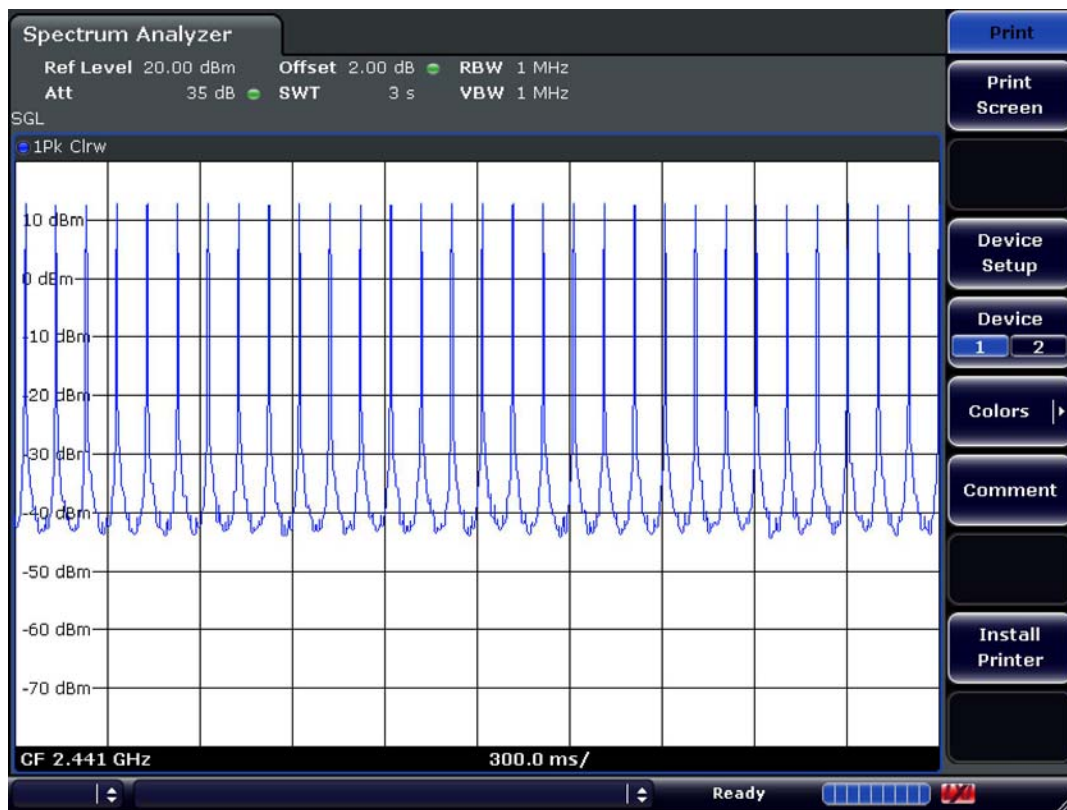 Spectrum Analyzer
Ref Level 20.00 dBm Offset 2.00 dB RBW 1 MHz
Att 35 dB SWT 3 s VBW 1 MHz
SGL
1Pk Clrw
10 dBm
0 dBm
-10 dBm
-20 dBm
-30 dBm
-40 dBm
-50 dBm
-60 dBm
-70 dBm
CF 2.441 GHz 300.0 ms/
Print
Print
Screen
Device
Setup
Device
1 2
Colors
Comment
Install
Printer
Ready